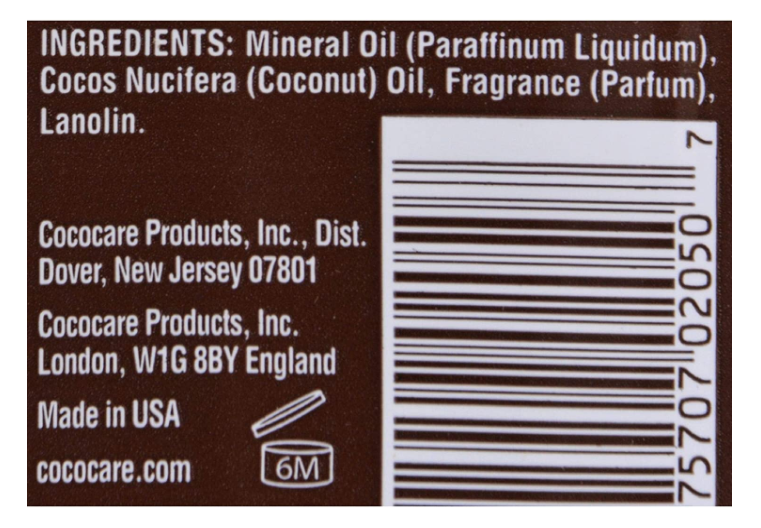 INGREDIENTS: Mineral Oil (Paraffinum Liquidum),
Cocos Nucifera (Coconut) Oil, Fragrance (Parfum),
Lanolin.
Cococare Products, Inc., Dist.
Dover, New Jersey 07801
Cococare Products, Inc.
London, W1G 8BY England
Made in USA
cococare.com
6M
75707 02050 7